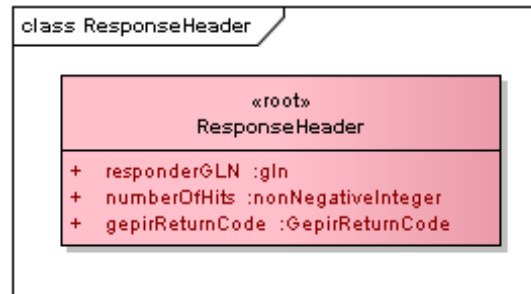 class ResponseHeader
«root»
ResponseHeader
+ responderGLN :gln
+ numberOfHits :nonNegativeInteger
+ gepirReturnCode :GepirReturnCode